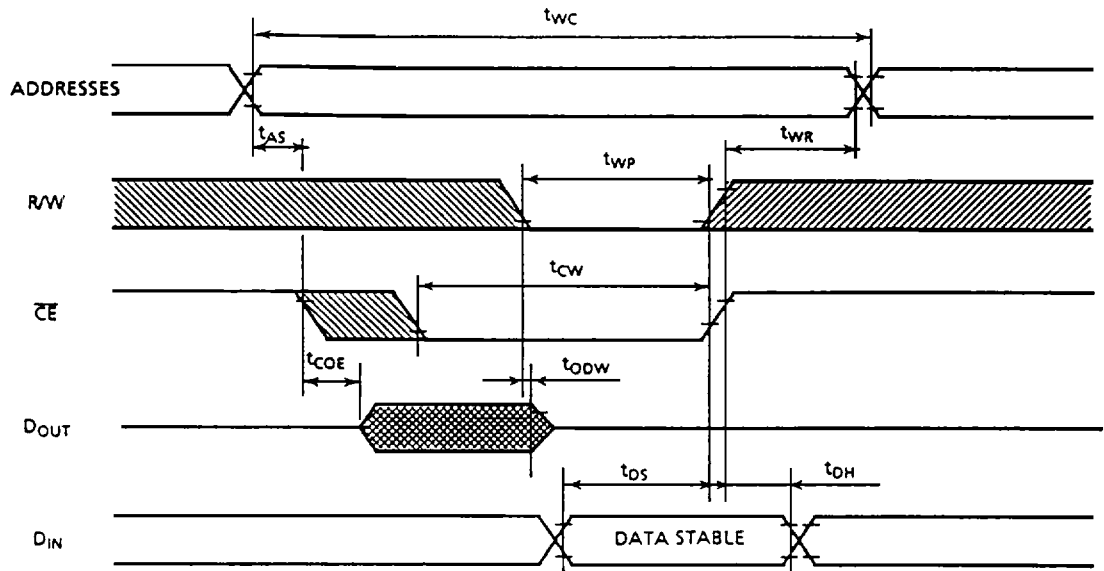 tWC
ADDRESSES
tAS
tWR
tWP
R/W
tCW
CE
tCOE
tODW
DOUT
tDS
tDH
DIN
DATA STABLE